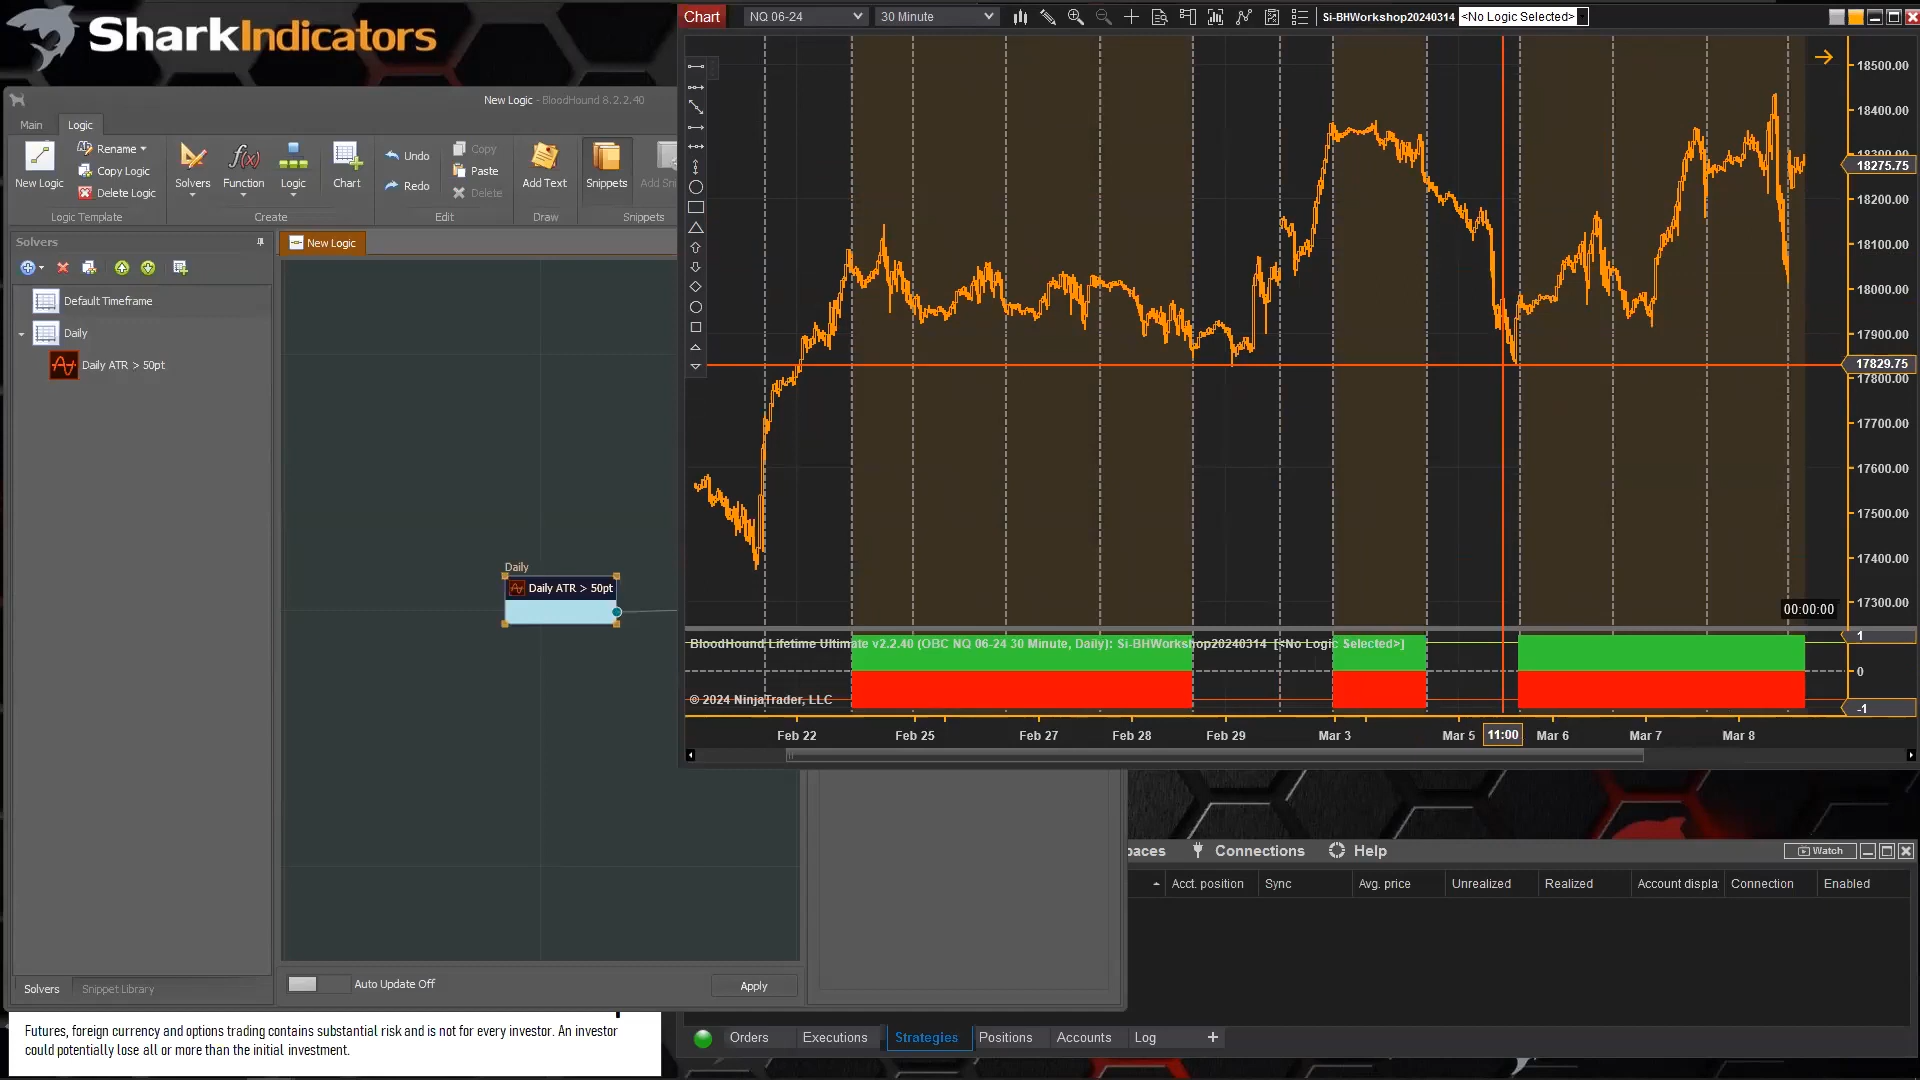 SharkIndicators
New Logic - BloodHound 8.2.2.40
Main
Logic
New Logic
Rename
Copy Logic
Delete Logic
Logic Template
Solvers
Function
Logic
Chart
Create
Undo
Redo
Copy
Paste
Delete
Edit
Add Text
Draw
Snippets
Snippets
Solvers
Default Timeframe
Daily
Daily ATR > 50pt
New Logic
Daily
Daily ATR > 50pt
Solvers
Snippet Library
Auto Update Off
Apply
Futures, foreign currency and options trading contains substantial risk and is not for every investor. An investor
could potentially lose all or more than the initial investment.
Chart
NQ 06-24
30 Minute
Si-BHWorkshop20240314
<No Logic Selected>
18500.00
18400.00
18300.00
18275.75
18200.00
18100.00
18000.00
17900.00
17829.75
17800.00
17700.00
17600.00
17500.00
17400.00
17300.00
00:00:00
BloodHound Lifetime Ultimate v2.2.40 (OBC NQ 06-24 30 Minute, Daily): Si-BHWorkshop20240314 [<No Logic Selected>]
© 2024 NinjaTrader, LLC
1
0
-1
Feb 22
Feb 25
Feb 27
Feb 28
Feb 29
Mar 3
Mar 5
11:00
Mar 6
Mar 7
Mar 8
Connections
Help
Watch
Acct. position
Sync
Avg. price
Unrealized
Realized
Account displa
Connection
Enabled
Orders
Executions
Strategies
Positions
Accounts
Log
+